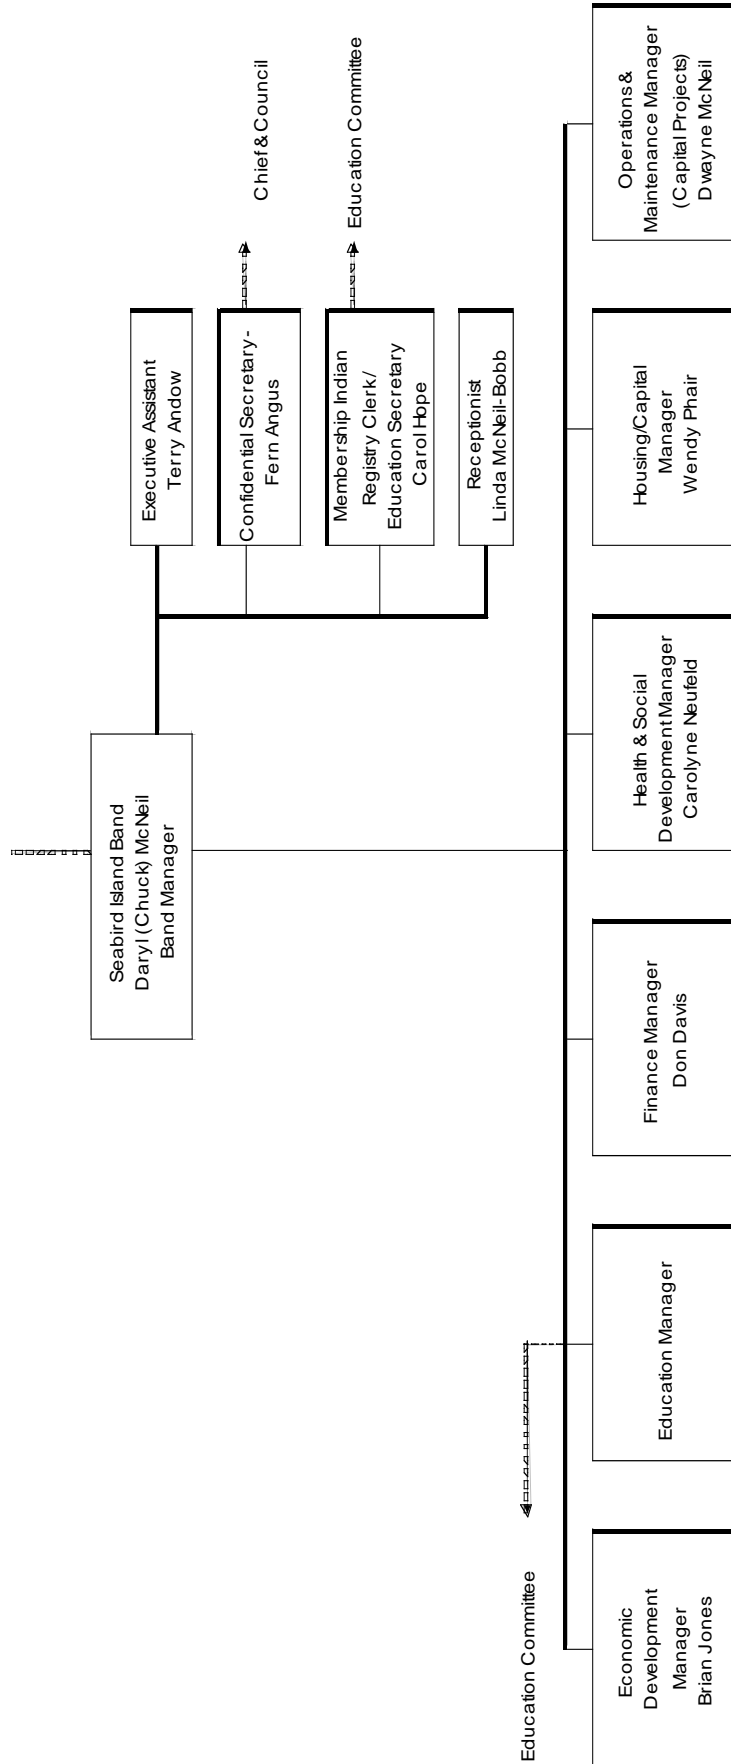 Seabird Island Band
Daryl (Chuck) McNeil
Band Manager
Executive Assistant
Terry Andow
Confidential Secretary-
Fern Angus
Chief & Council
Membership Indian
Registry Clerk/
Education Secretary
Carol Hope
Education Committee
Receptionist
Linda McNeil-Bobb
Education Committee
Economic
Development
Manager
Brian Jones
Education Manager
Finance Manager
Don Davis
Health & Social
Development Manager
Carolyne Neufeld
Housing/Capital
Manager
Wendy Phair
Operations &
Maintenance Manager
(Capital Projects)
Dwayne McNeil